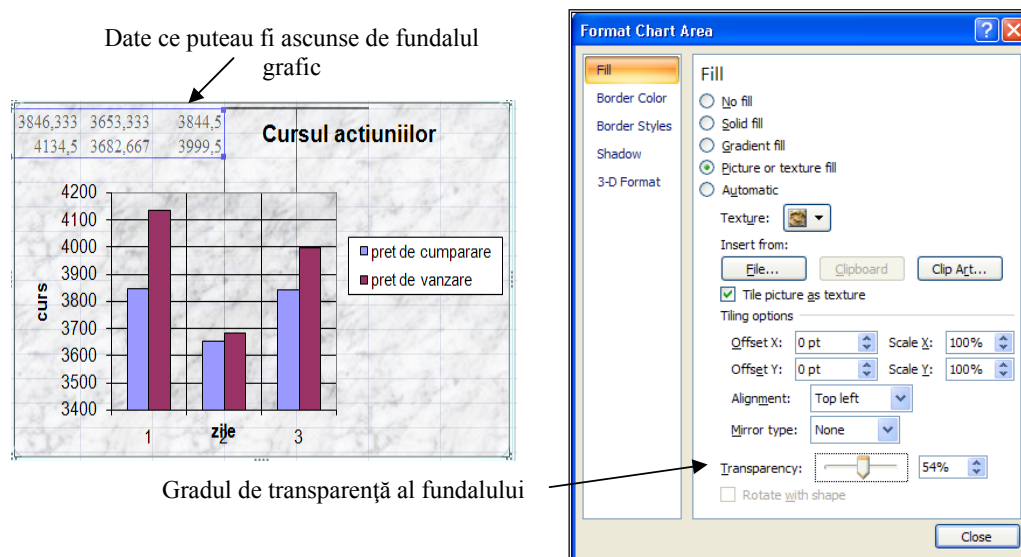 Date ce puteau fi ascunse de fundalul
grafic
3846,333 3653,333 3844,5
4134,5 3682,667 3999,5
Cursul actiuniilor
4200
4100
4000
3900
3800
3700
3600
3500
3400
curs
1 2 3
zile
pret de cumparare
pret de vanzare
Gradul de transparenţă al fundalului
Format Chart Area
Fill
Border Color
Border Styles
Shadow
3-D Format
Fill
No fill
Solid fill
Gradient fill
Picture or texture fill
Automatic
Texture:
Insert from:
File... Clipboard Clip Art...
Tile picture as texture
Tiling options
Offset X: 0 pt Scale X: 100%
Offset Y: 0 pt Scale Y: 100%
Alignment: Top left
Mirror type: None
Transparency: 54%
Rotate with shape
Close